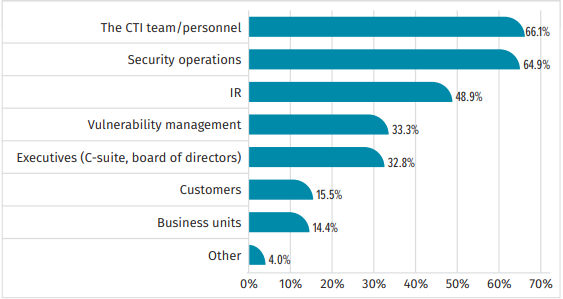 The CTI team/personnel 66.1%
Security operations 64.9%
IR 48.9%
Vulnerability management 33.3%
Executives (C-suite, board of directors) 32.8%
Customers 15.5%
Business units 14.4%
Other 4.0%
0% 10% 20% 30% 40% 50% 60% 70%